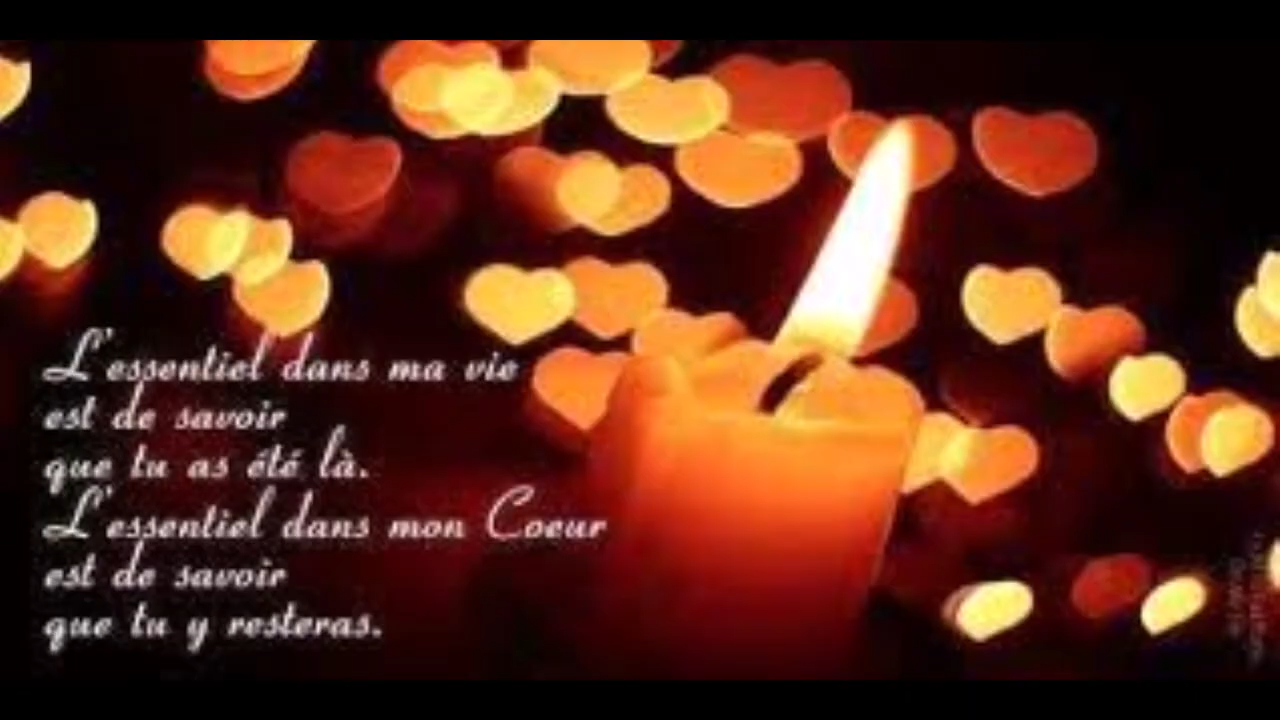 L'essentiel dans ma vie
est de savoir
que tu as été là.
L'essentiel dans mon Coeur
est de savoir
que tu y resteras.